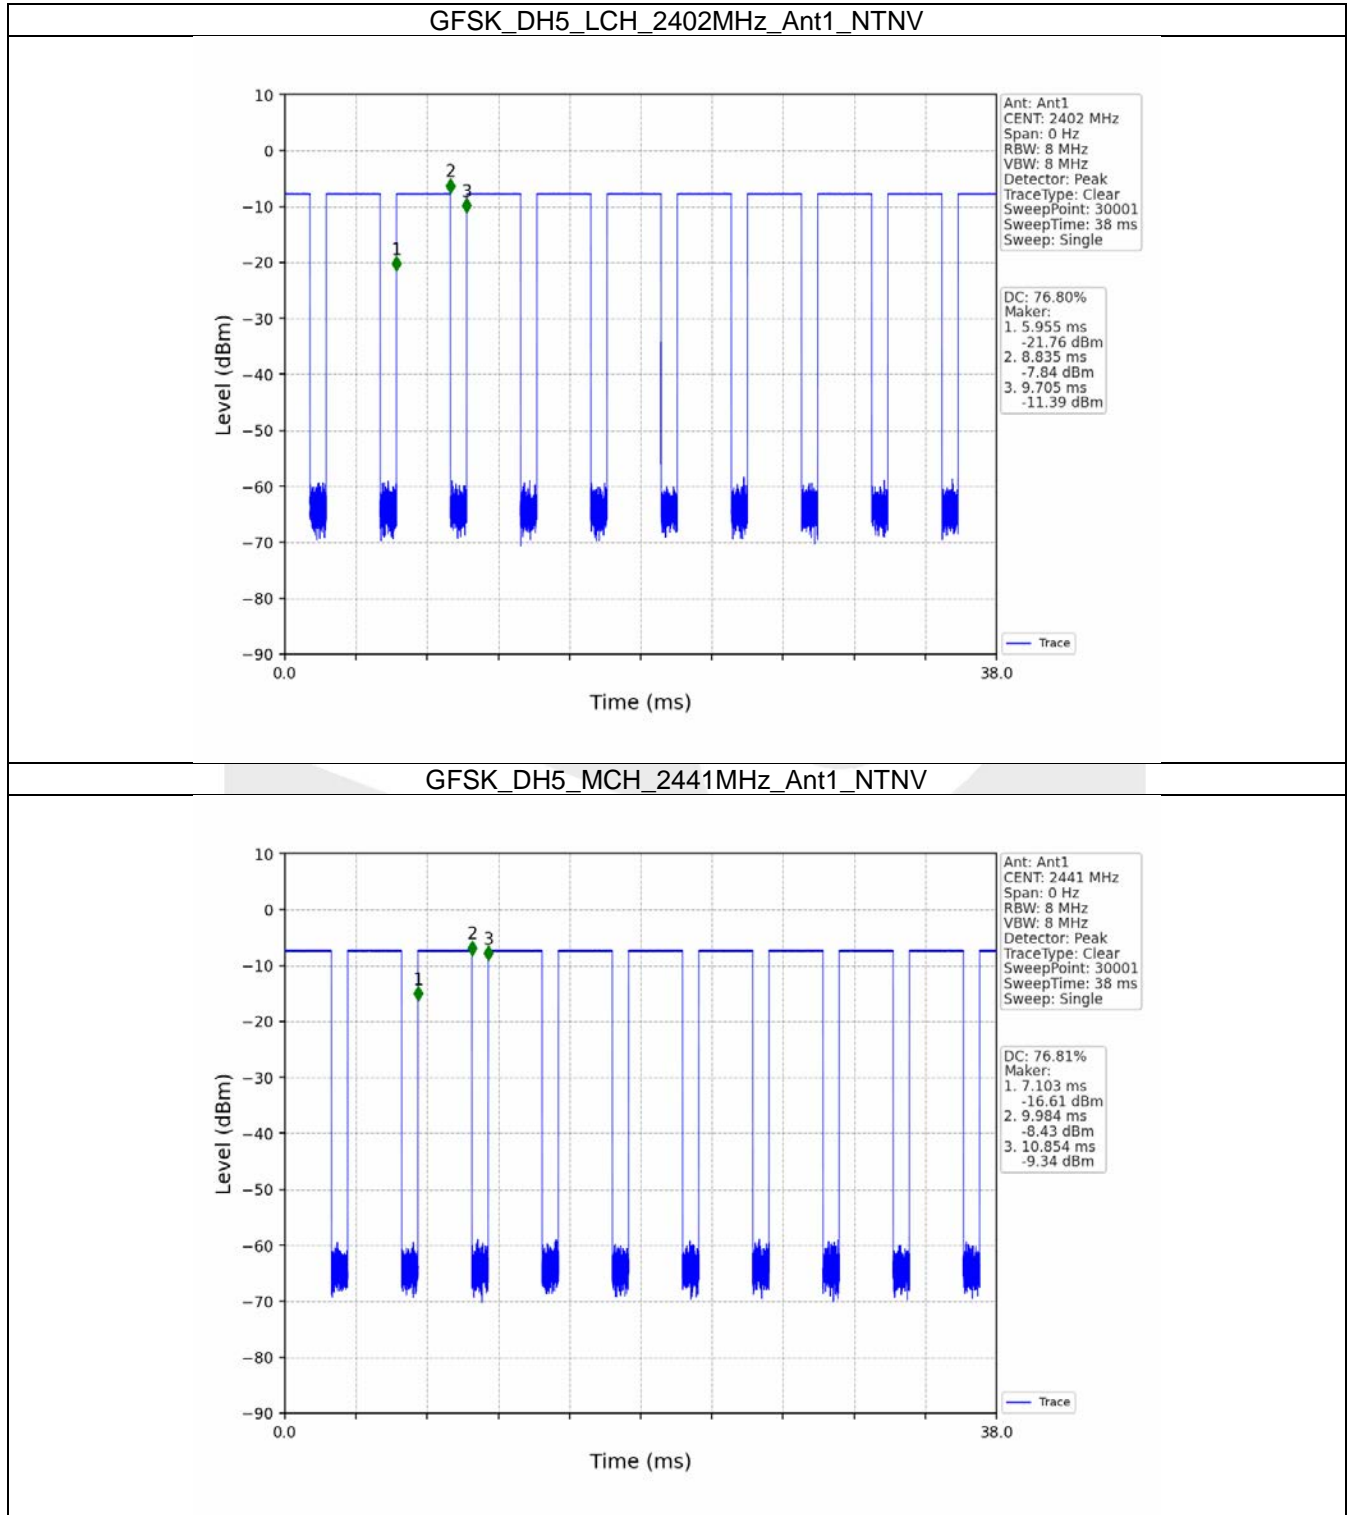 GFSK_DH5_LCH_2402MHz_Ant1_NTNV
10
0
−10
−20
−30
−40
−50
−60
−70
−80
−90
Level (dBm)
0.0
38.0
Time (ms)
1
2
3
Ant: Ant1
CENT: 2402 MHz
Span: 0 Hz
RBW: 8 MHz
VBW: 8 MHz
Detector: Peak
TraceType: Clear
SweepPoint: 30001
SweepTime: 38 ms
Sweep: Single
DC: 76.80%
Maker:
1. 5.955 ms
-21.76 dBm
2. 8.835 ms
-7.84 dBm
3. 9.705 ms
-11.39 dBm
Trace
GFSK_DH5_MCH_2441MHz_Ant1_NTNV
10
0
−10
−20
−30
−40
−50
−60
−70
−80
−90
Level (dBm)
0.0
38.0
Time (ms)
1
2
3
Ant: Ant1
CENT: 2441 MHz
Span: 0 Hz
RBW: 8 MHz
VBW: 8 MHz
Detector: Peak
TraceType: Clear
SweepPoint: 30001
SweepTime: 38 ms
Sweep: Single
DC: 76.81%
Maker:
1. 7.103 ms
-16.61 dBm
2. 9.984 ms
-8.43 dBm
3. 10.854 ms
-9.34 dBm
Trace